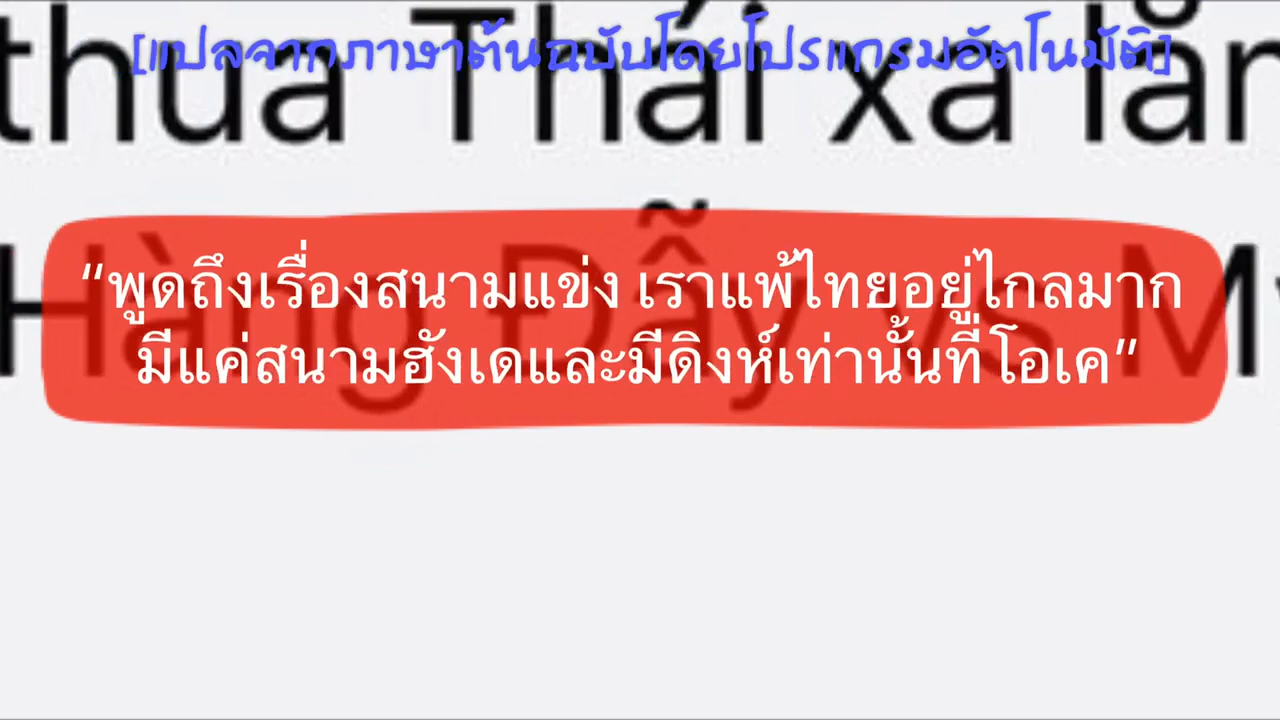 [แปลจากภาษาต้นฉบับโดยโปรแกรมอัตโนมัติ]
thua Thái xa lắ
“พูดถึงเรื่องสนามแข่ง เราแพ้ไทยอยู่ไกลมาก
มีแค่สนามฮังเดและมีดิงห์เท่านั้นที่โอเค”
Hàng Đẫy vs M